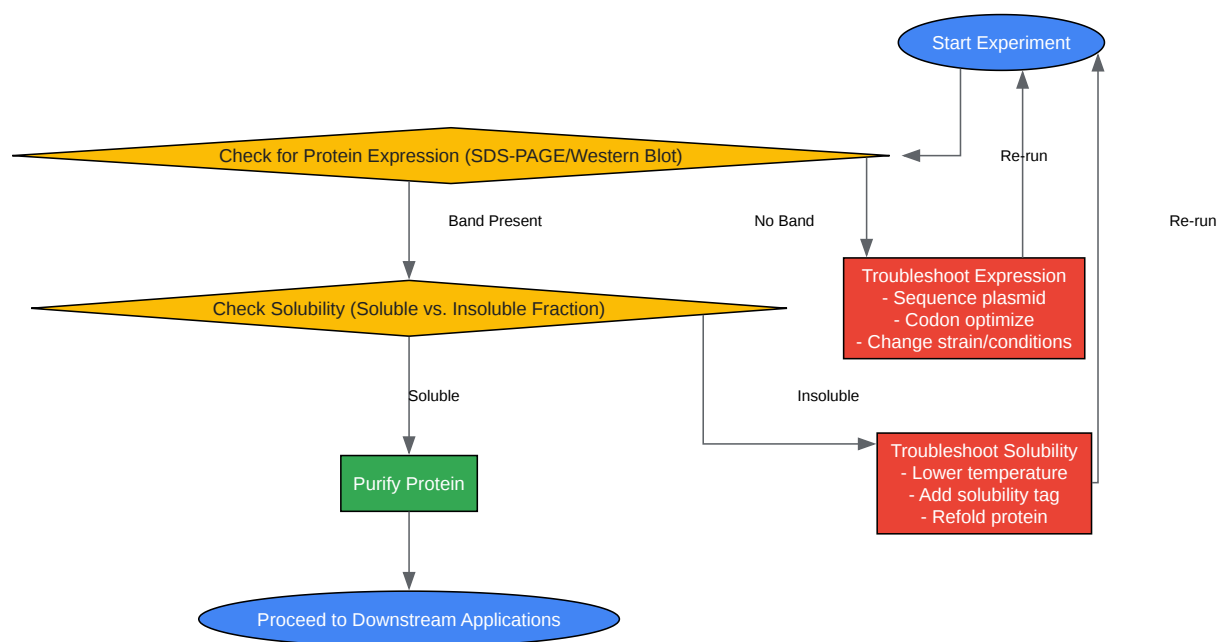 Start Experiment
Check for Protein Expression (SDS-PAGE/Western Blot)
Re-run
Band Present
No Band
Re-run
Troubleshoot Expression
- Sequence plasmid
- Codon optimize
- Change strain/conditions
Check Solubility (Soluble vs. Insoluble Fraction)
Soluble
Insoluble
Troubleshoot Solubility
- Lower temperature
- Add solubility tag
- Refold protein
Purify Protein
Proceed to Downstream Applications